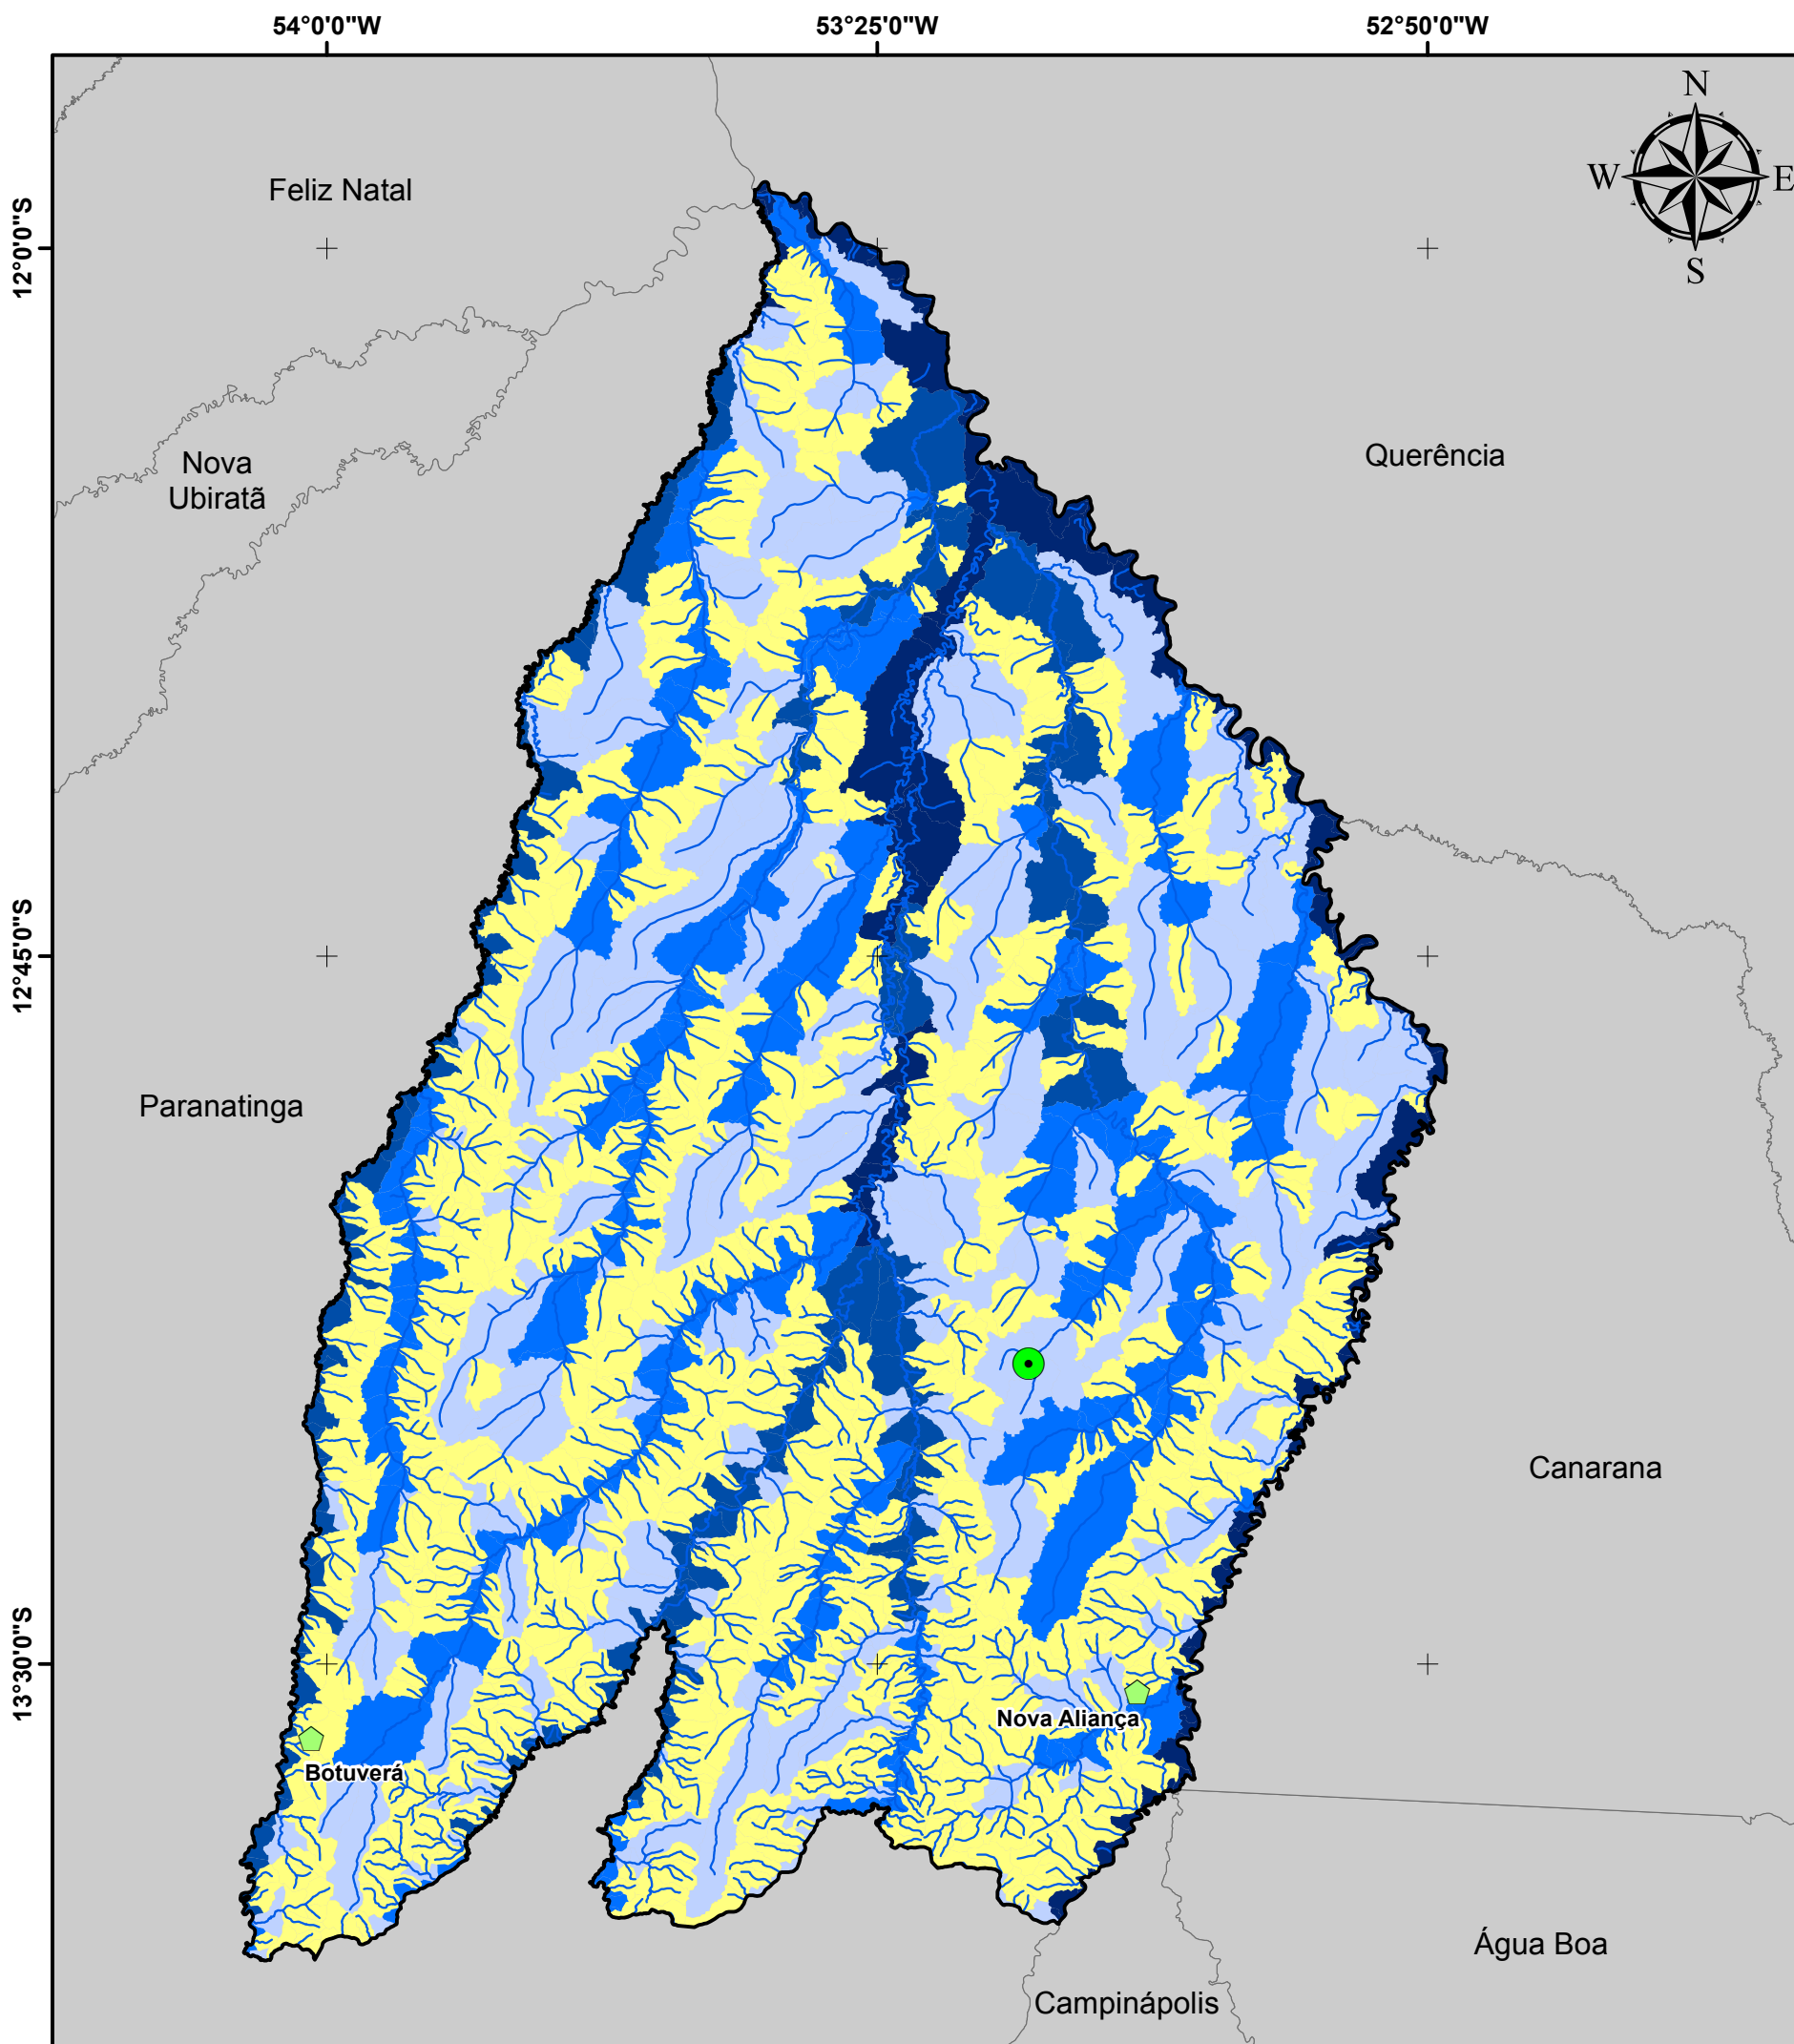 54°0'0"W
53°25'0"W
52°50'0"W
N
W
E
S
12°0'0"S
12°45'0"S
13°30'0"S
Feliz Natal
Nova
Ubiratã
Querência
Paranatinga
Canarana
Nova Aliança
Botuverá
Água Boa
Campinápolis